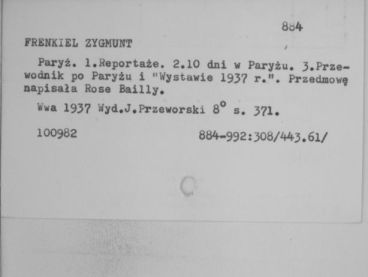 884
FRENKIEL ZYGMUNT
Paryż. 1.Reportaże. 2.10 dni w Paryżu. 3.Prze-
wodnik po Paryżu i "Wystawie 1937 r.". Przedmowę
napisała Rose Bailly.
Wwa 1937 Wyd.J.Przeworski 8° s. 371.
100982 884-992:308/443.61/